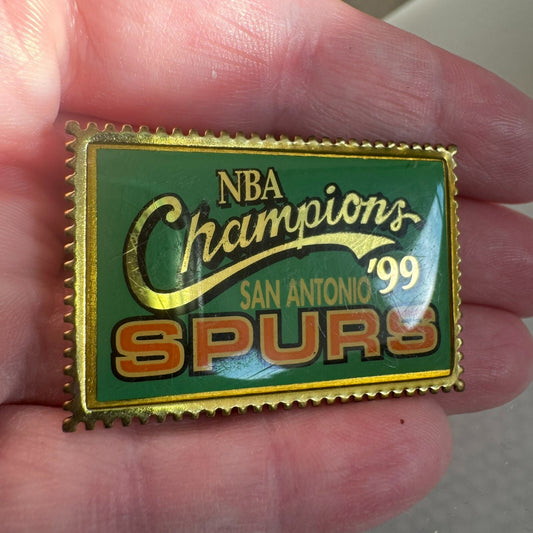 NBA
Champions
SAN ANTONIO '99
SPURS